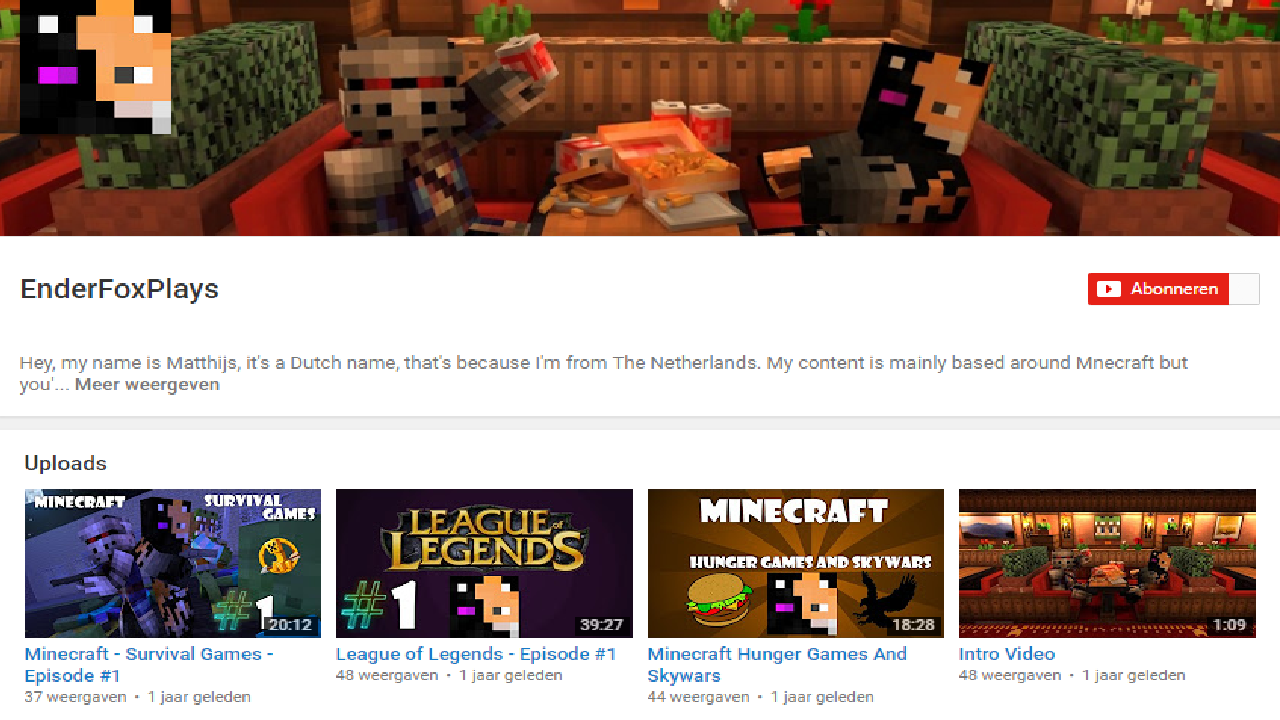 EnderFoxPlays
Abonneren
Hey, my name is Matthijs, it's a Dutch name, that's because I'm from The Netherlands. My content is mainly based around Mnecraft but
you'... Meer weergeven
Uploads
MINECRAFT
SURVIVAL
GAMES
#1
20:12
LEAGUE OF
LEGENDS
#1
39:27
MINECRAFT
HUNGER GAMES AND SKYWARS
18:28
1:09
Minecraft - Survival Games -
Episode #1
37 weergaven • 1 jaar geleden
League of Legends - Episode #1
48 weergaven • 1 jaar geleden
Minecraft Hunger Games And
Skywars
44 weergaven • 1 jaar geleden
Intro Video
48 weergaven • 1 jaar geleden